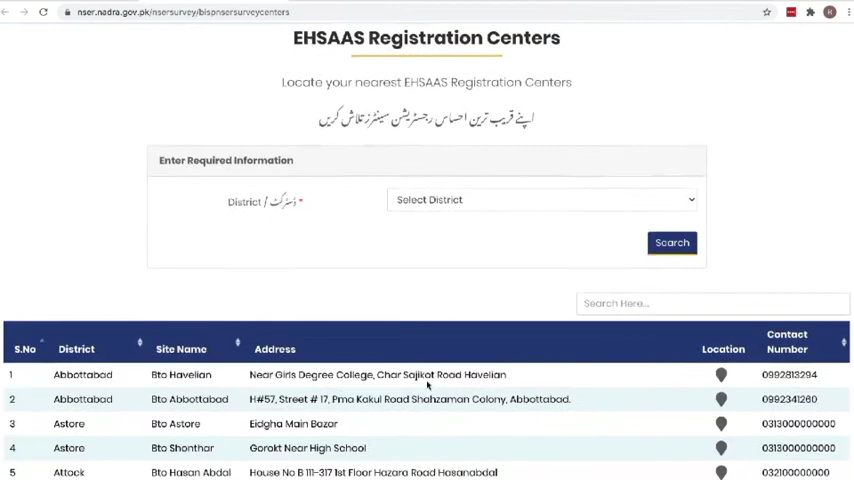 nser.nadra.gov.pk/nsersurvey/bispnsersurveycenters
EHSAAS Registration Centers
Locate your nearest EHSAAS Registration Centers
اپنے قریب ترین احساس رجسٹریشن سینٹرز تلاش کریں
Enter Required Information
District / ڈسٹرکٹ *
Select District
Search
Search Here...
S.No District Site Name Address Location Contact Number
1 Abbottabad Bto Havelian Near Girls Degree College, Char Sajikot Road Havelian 0992813294
2 Abbottabad Bto Abbottabad H#57, Street # 17, Pma Kakul Road Shahzaman Colony, Abbottabad. 0992341260
3 Astore Bto Astore Eidgha Main Bazar 0313000000000
4 Astore Bto Shonthar Gorokt Near High School 0313000000000
5 Attock Bto Hasan Abdal House No B 111-317 1st Floor Hazara Road Hasanabdal 032100000000